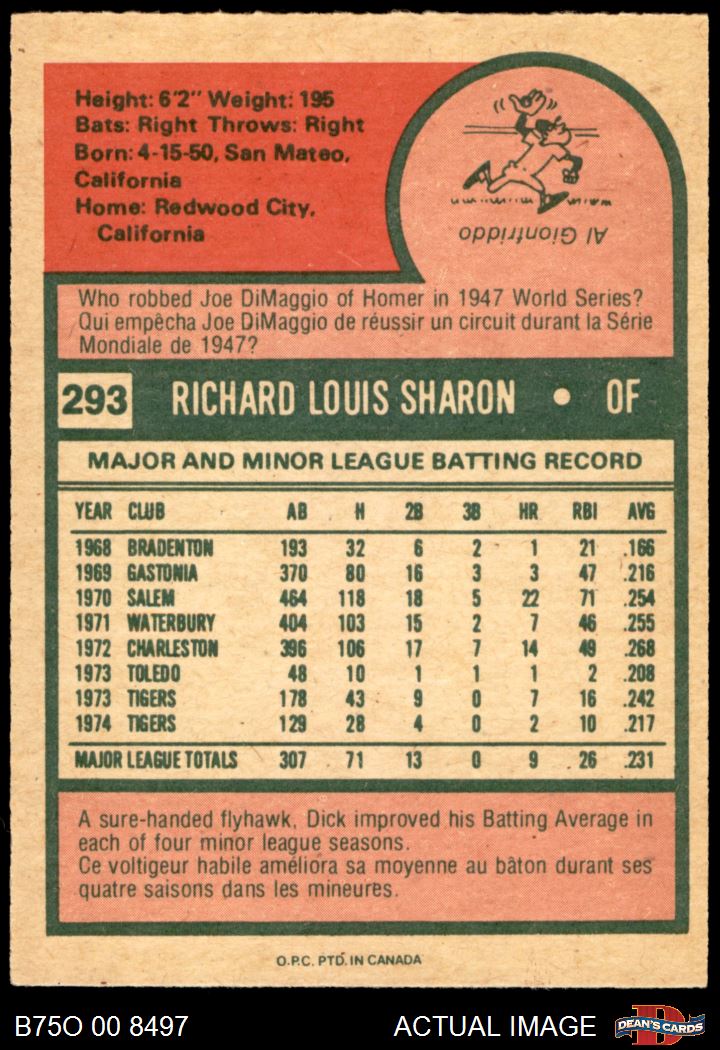 Height: 6'2" Weight: 195
Bats: Right Throws: Right
Born: 4-15-50, San Mateo,
California
Home: Redwood City,
California
Al Gionfriddo
Who robbed Joe DiMaggio of Homer in 1947 World Series?
Qui empêcha Joe DiMaggio de réussir un circuit durant la Série
Mondiale de 1947?
293 RICHARD LOUIS SHARON • OF
MAJOR AND MINOR LEAGUE BATTING RECORD
YEAR CLUB AB H 2B 3B HR RBI AVG
1968 BRADENTON 193 32 6 2 1 21 .166
1969 GASTONIA 370 80 16 3 3 47 .216
1970 SALEM 464 118 18 5 22 71 .254
1971 WATERBURY 404 103 15 2 7 46 .255
1972 CHARLESTON 396 106 17 7 14 49 .268
1973 TOLEDO 48 10 1 1 1 2 .208
1973 TIGERS 178 43 9 0 7 16 .242
1974 TIGERS 129 28 4 0 2 10 .217
MAJOR LEAGUE TOTALS 307 71 13 0 9 26 .231
A sure-handed flyhawk, Dick improved his Batting Average in
each of four minor league seasons.
Ce voltigeur habile améliora sa moyenne au bâton durant ses
quatre saisons dans les mineures.
O.P.C. PTD. IN CANADA
B75O 00 8497 ACTUAL IMAGE DEAN'S CARDS